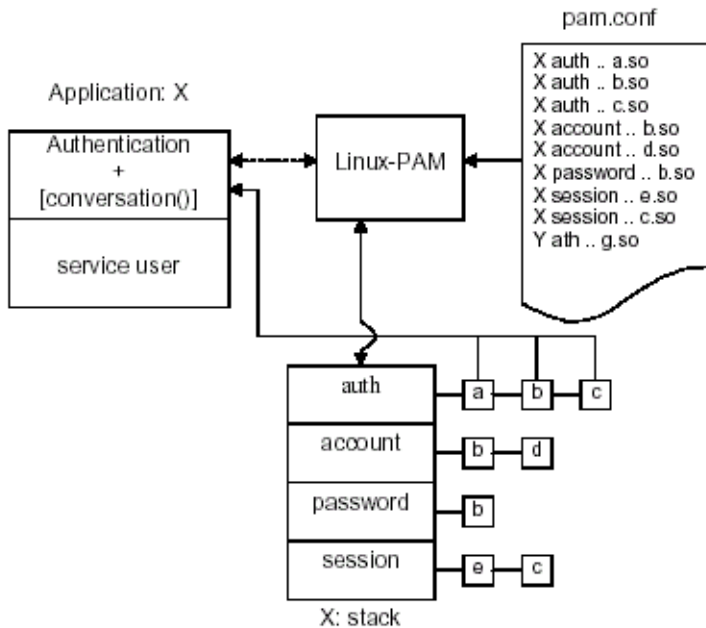 pam.conf
X auth .. a.so
X auth .. b.so
X auth .. c.so
X account .. b.so
X account .. d.so
X password .. b.so
X session .. e.so
X session .. c.so
Y ath .. g.so
Application: X
Authentication
+
[conversation()]
service user
Linux-PAM
auth
a
b
c
account
b
d
password
b
session
e
c
X: stack